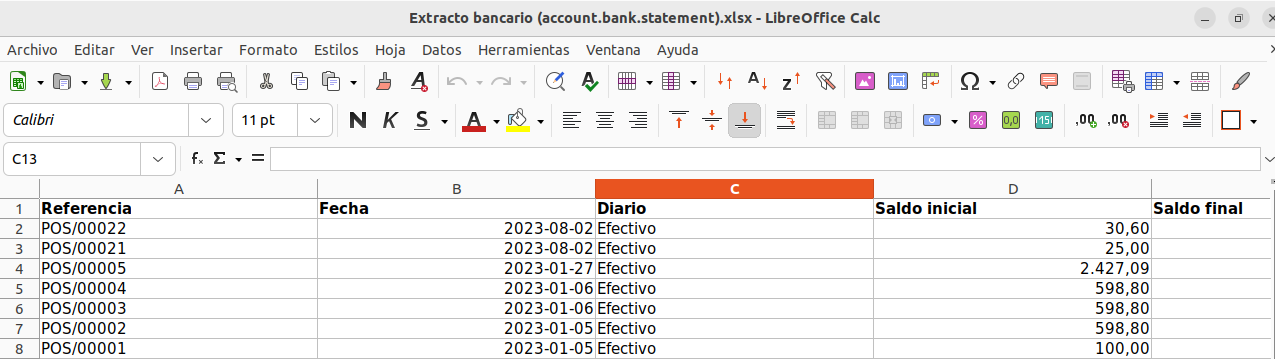 Extracto bancario (account.bank.statement).xlsx - LibreOffice Calc
Archivo Editar Ver Insertar Formato Estilos Hoja Datos Herramientas Ventana Ayuda
Calibri 11 pt N K S A
C13 fx Σ =
A B C D
1 Referencia Fecha Diario Saldo inicial Saldo final
2 POS/00022 2023-08-02 Efectivo 30,60
3 POS/00021 2023-08-02 Efectivo 25,00
4 POS/00005 2023-01-27 Efectivo 2.427,09
5 POS/00004 2023-01-06 Efectivo 598,80
6 POS/00003 2023-01-06 Efectivo 598,80
7 POS/00002 2023-01-05 Efectivo 598,80
8 POS/00001 2023-01-05 Efectivo 100,00